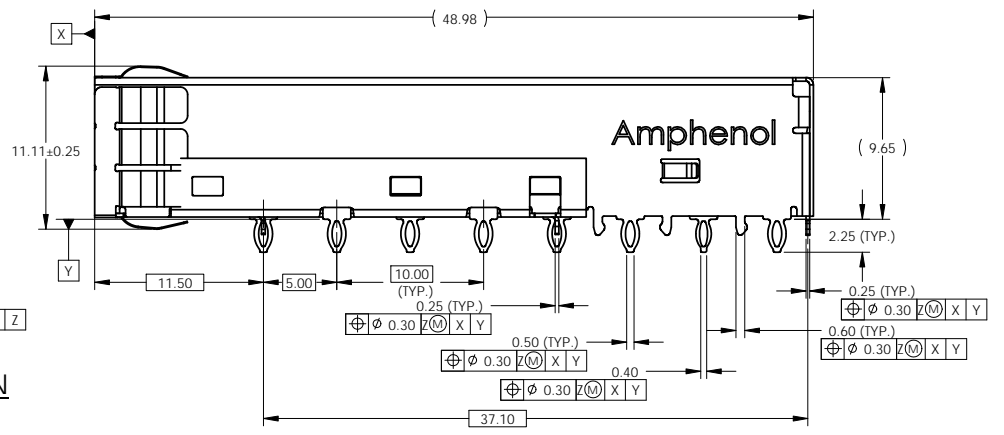 ( 48.98 )
X
11.11±0.25
Amphenol
( 9.65 )
2.25 (TYP.)
Y
11.50
5.00
10.00
(TYP.)
0.25 (TYP.)
⌖ Ø 0.30 Z Ⓜ X Y
0.25 (TYP.)
⌖ Ø 0.30 Z Ⓜ X Y
Z
0.50 (TYP.)
⌖ Ø 0.30 Z Ⓜ X Y
0.60 (TYP.)
⌖ Ø 0.30 Z Ⓜ X Y
0.40
⌖ Ø 0.30 Z Ⓜ X Y
N
37.10